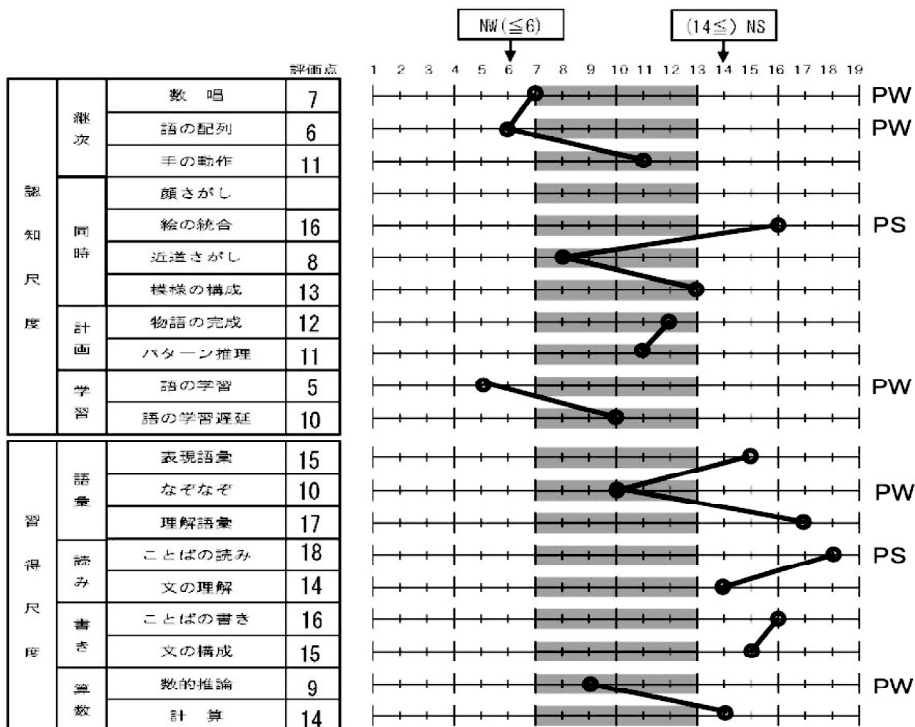 NW(≦6) (14≦) NS
評価点 1 2 3 4 5 6 7 8 9 10 11 12 13 14 15 16 17 18 19
認知尺度
継次
数唱 7 PW
語の配列 6 PW
手の動作 11
同時
顔さがし
絵の統合 16 PS
近道さがし 8
模様の構成 13
計画
物語の完成 12
パターン推理 11
学習
語の学習 5 PW
語の学習遅延 10
習得尺度
語彙
表現語彙 15
なぞなぞ 10 PW
理解語彙 17
読み
ことばの読み 18 PS
文の理解 14
書き
ことばの書き 16
文の構成 15
算数
数的推論 9 PW
計算 14